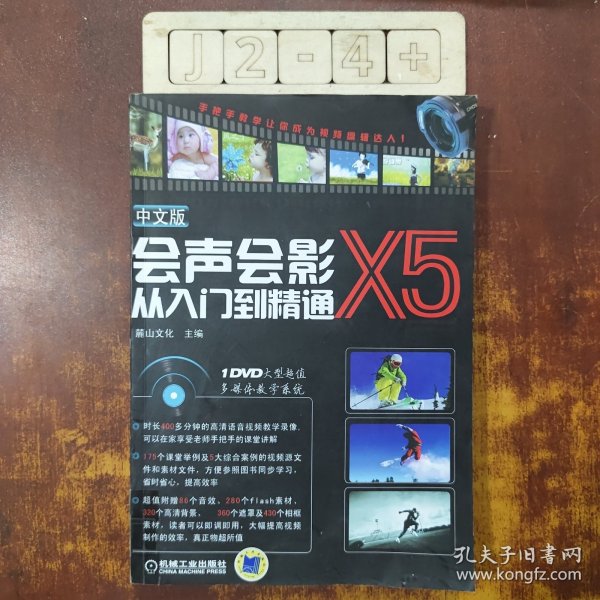 J2-4+
手把手教学让你成为视频编辑达人！
中文版
会声会影X5
从入门到精通
麓山文化 主编
1DVD大型超值
多媒体教学系统
时长400多分钟的高清语音视频教学录像，
可以在家享受老师手把手的课堂讲解
175个课堂举例及5大综合案例的视频源文
件和素材文件，方便参照图书同步学习，
省时省心，提高效率
超值附赠86个音效、280个flash素材、
320个高清背景、 360个遮罩及430个相框
素材，读者可以即调即用，大幅提高视频
制作的效率，真正物超所值
机械工业出版社
CHINA MACHINE PRESS
孔夫子旧书网
www.kongfz.com